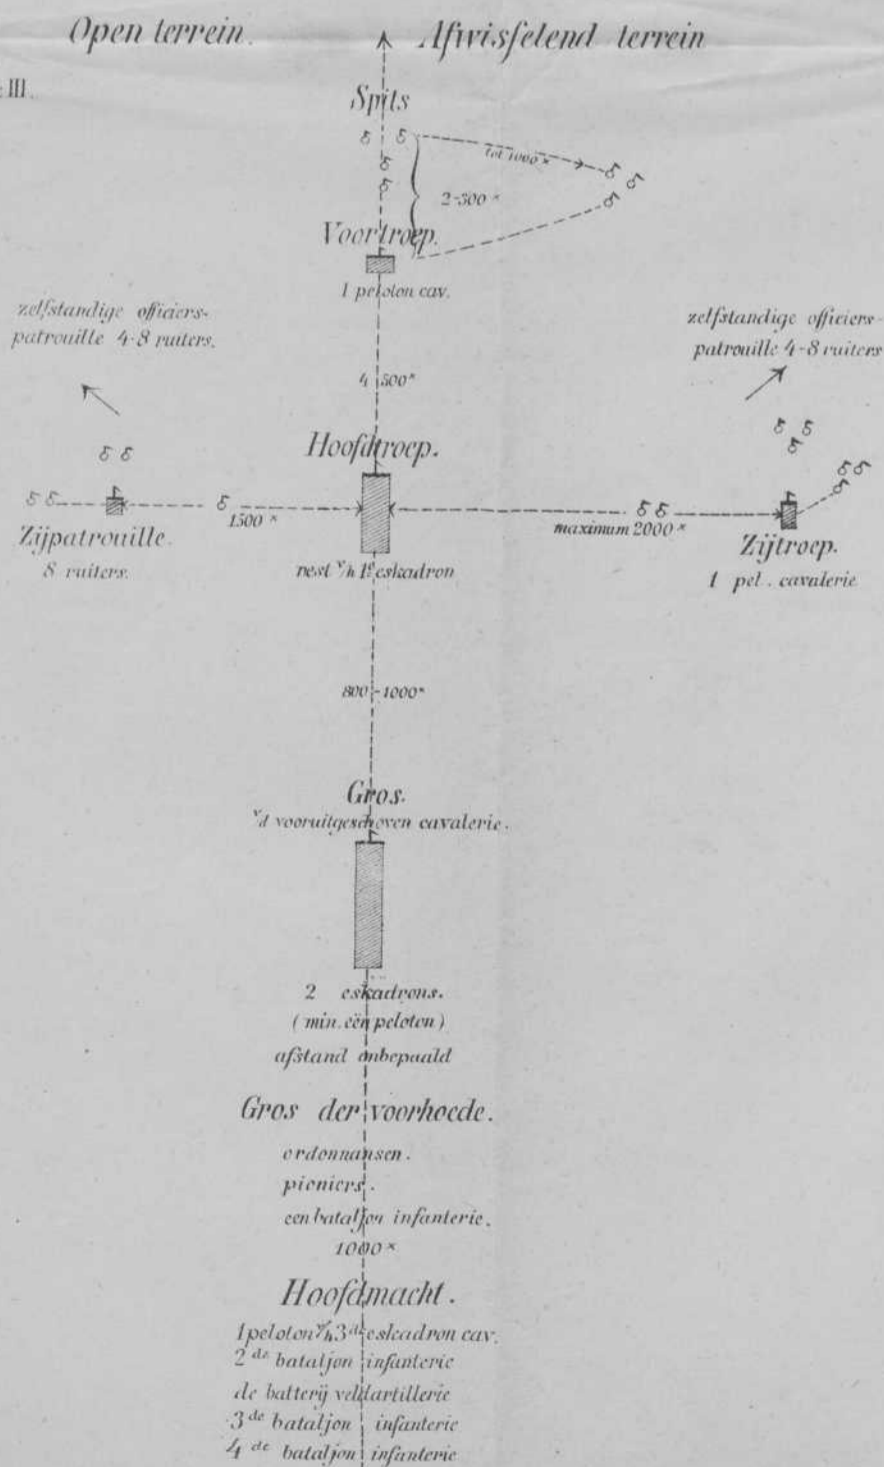 Open terrein.
Afwisselend terrein
III.
Spits
tot 1000 ×
2-300 ×
Voortroep.
1 peloton cav.
zelfstandige officiers-
patrouille 4-8 ruiters.
zelfstandige officiers-
patrouille 4-8 ruiters
4 500 ×
Hoofdtroep.
1500 ×
maximum 2000 ×
Zijpatrouille.
8 ruiters.
rest v/h 1e eskadron
Zijtroep.
1 pel. cavalerie
800-1000 ×
Gros.
v/d vooruitgeschoven cavalerie.
2 eskadrons.
(min. één peloton)
afstand onbepaald
Gros der voorhoede.
ordonnansen.
pioniers.
een bataljon infanterie.
1000 ×
Hoofdmacht.
1 peloton v/h 3de eskadron cav.
2de bataljon infanterie
de batterij veldartillerie
3de bataljon infanterie
4de bataljon infanterie